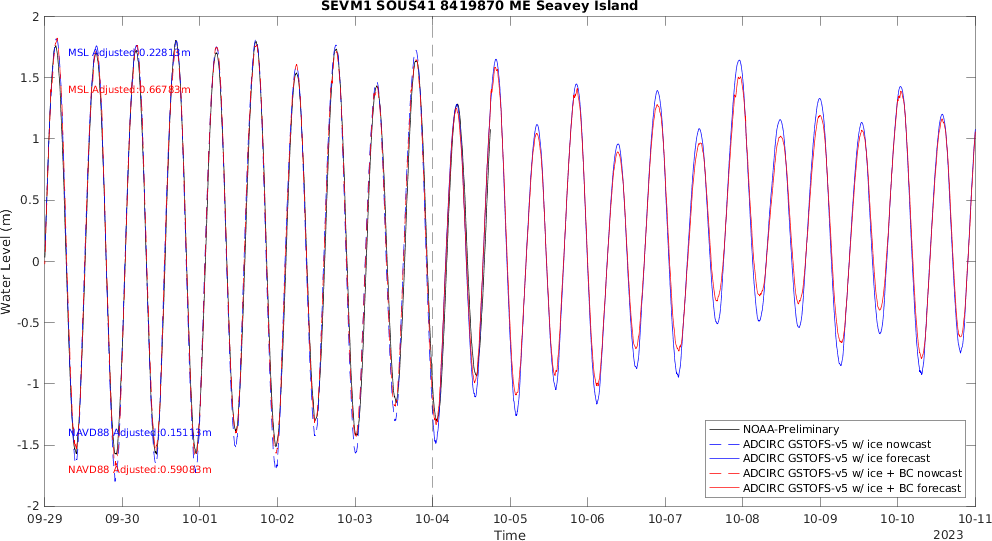 SEVM1 SOUS41 8419870 ME Seavey Island
2
1.5
1
0.5
0
-0.5
-1
-1.5
-2
Water Level (m)
MSL Adjusted:0.22813m
MSL Adjusted:0.66783m
NAVD88 Adjusted:0.15113m
NAVD88 Adjusted:0.59083m
NOAA-Preliminary
ADCIRC GSTOFS-v5 w/ ice nowcast
ADCIRC GSTOFS-v5 w/ ice forecast
ADCIRC GSTOFS-v5 w/ ice + BC nowcast
ADCIRC GSTOFS-v5 w/ ice + BC forecast
09-29 09-30 10-01 10-02 10-03 10-04 10-05 10-06 10-07 10-08 10-09 10-10 10-11
Time
2023